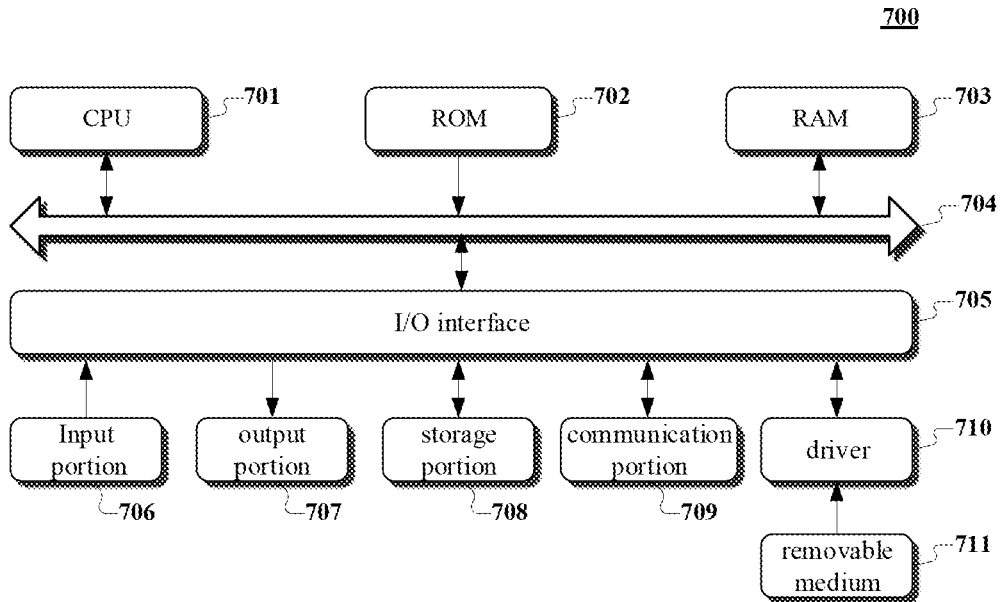 700
CPU
701
ROM
702
RAM
703
704
I/O interface
705
Input
portion
706
output
portion
707
storage
portion
708
communication
portion
709
driver
710
removable
medium
711